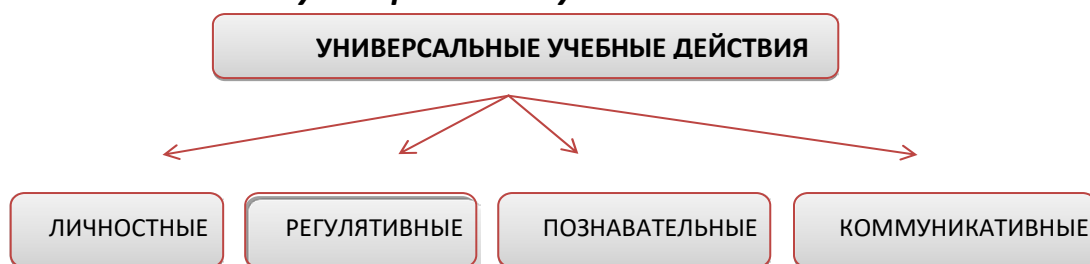 УНИВЕРСАЛЬНЫЕ УЧЕБНЫЕ ДЕЙСТВИЯ
ЛИЧНОСТНЫЕ
РЕГУЛЯТИВНЫЕ
ПОЗНАВАТЕЛЬНЫЕ
КОММУНИКАТИВНЫЕ